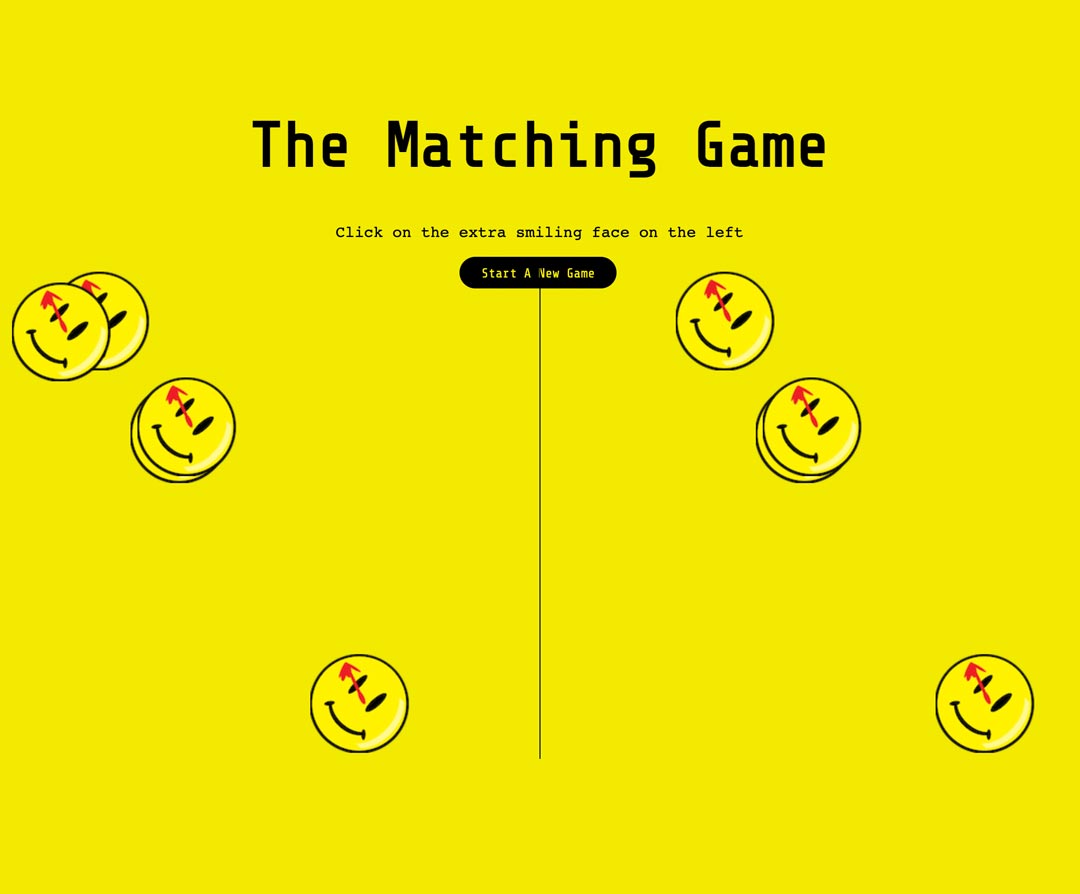 The Matching Game
Click on the extra smiling face on the left
Start A New Game